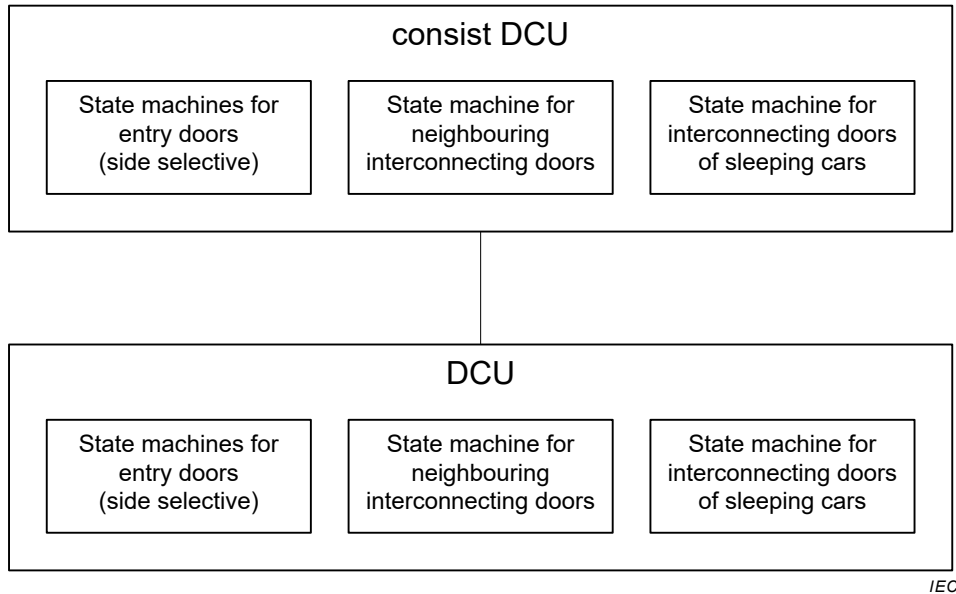 consist DCU
State machines for
entry doors
(side selective)
State machine for
neighbouring
interconnecting doors
State machine for
interconnecting doors
of sleeping cars
DCU
State machines for
entry doors
(side selective)
State machine for
neighbouring
interconnecting doors
State machine for
interconnecting doors
of sleeping cars
IEC